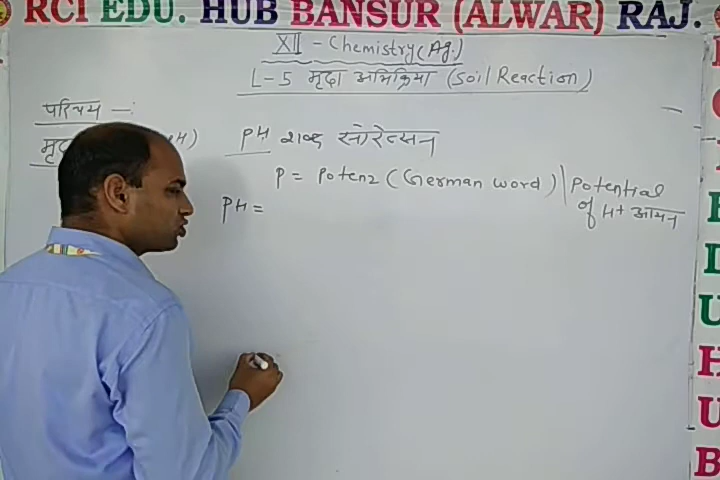 RCI EDU. HUB BANSUR (ALWAR) RAJ.
XII - Chemistry (Ag.)
L-5 मृदा अभिक्रिया (Soil Reaction)
परिचय -:
PH शब्द सोरेन्सन
P = Potenz (German word) | Potential of H+ आयन
PH =